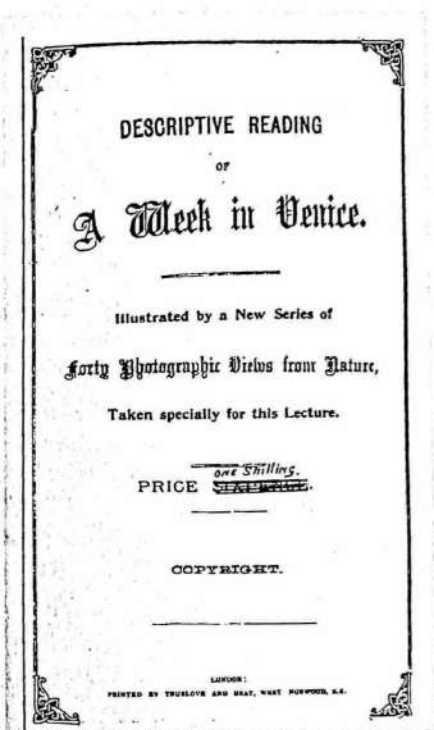 DESCRIPTIVE READING
OF
A Week in Venice.
Illustrated by a New Series of
Forty Photographic Views from Nature,
Taken specially for this Lecture.
one Shilling.
PRICE SIXPENCE.
COPYRIGHT.
LONDON:
PRINTED BY TRUSLOVE AND BRAY, WEST NORWOOD, S.E.